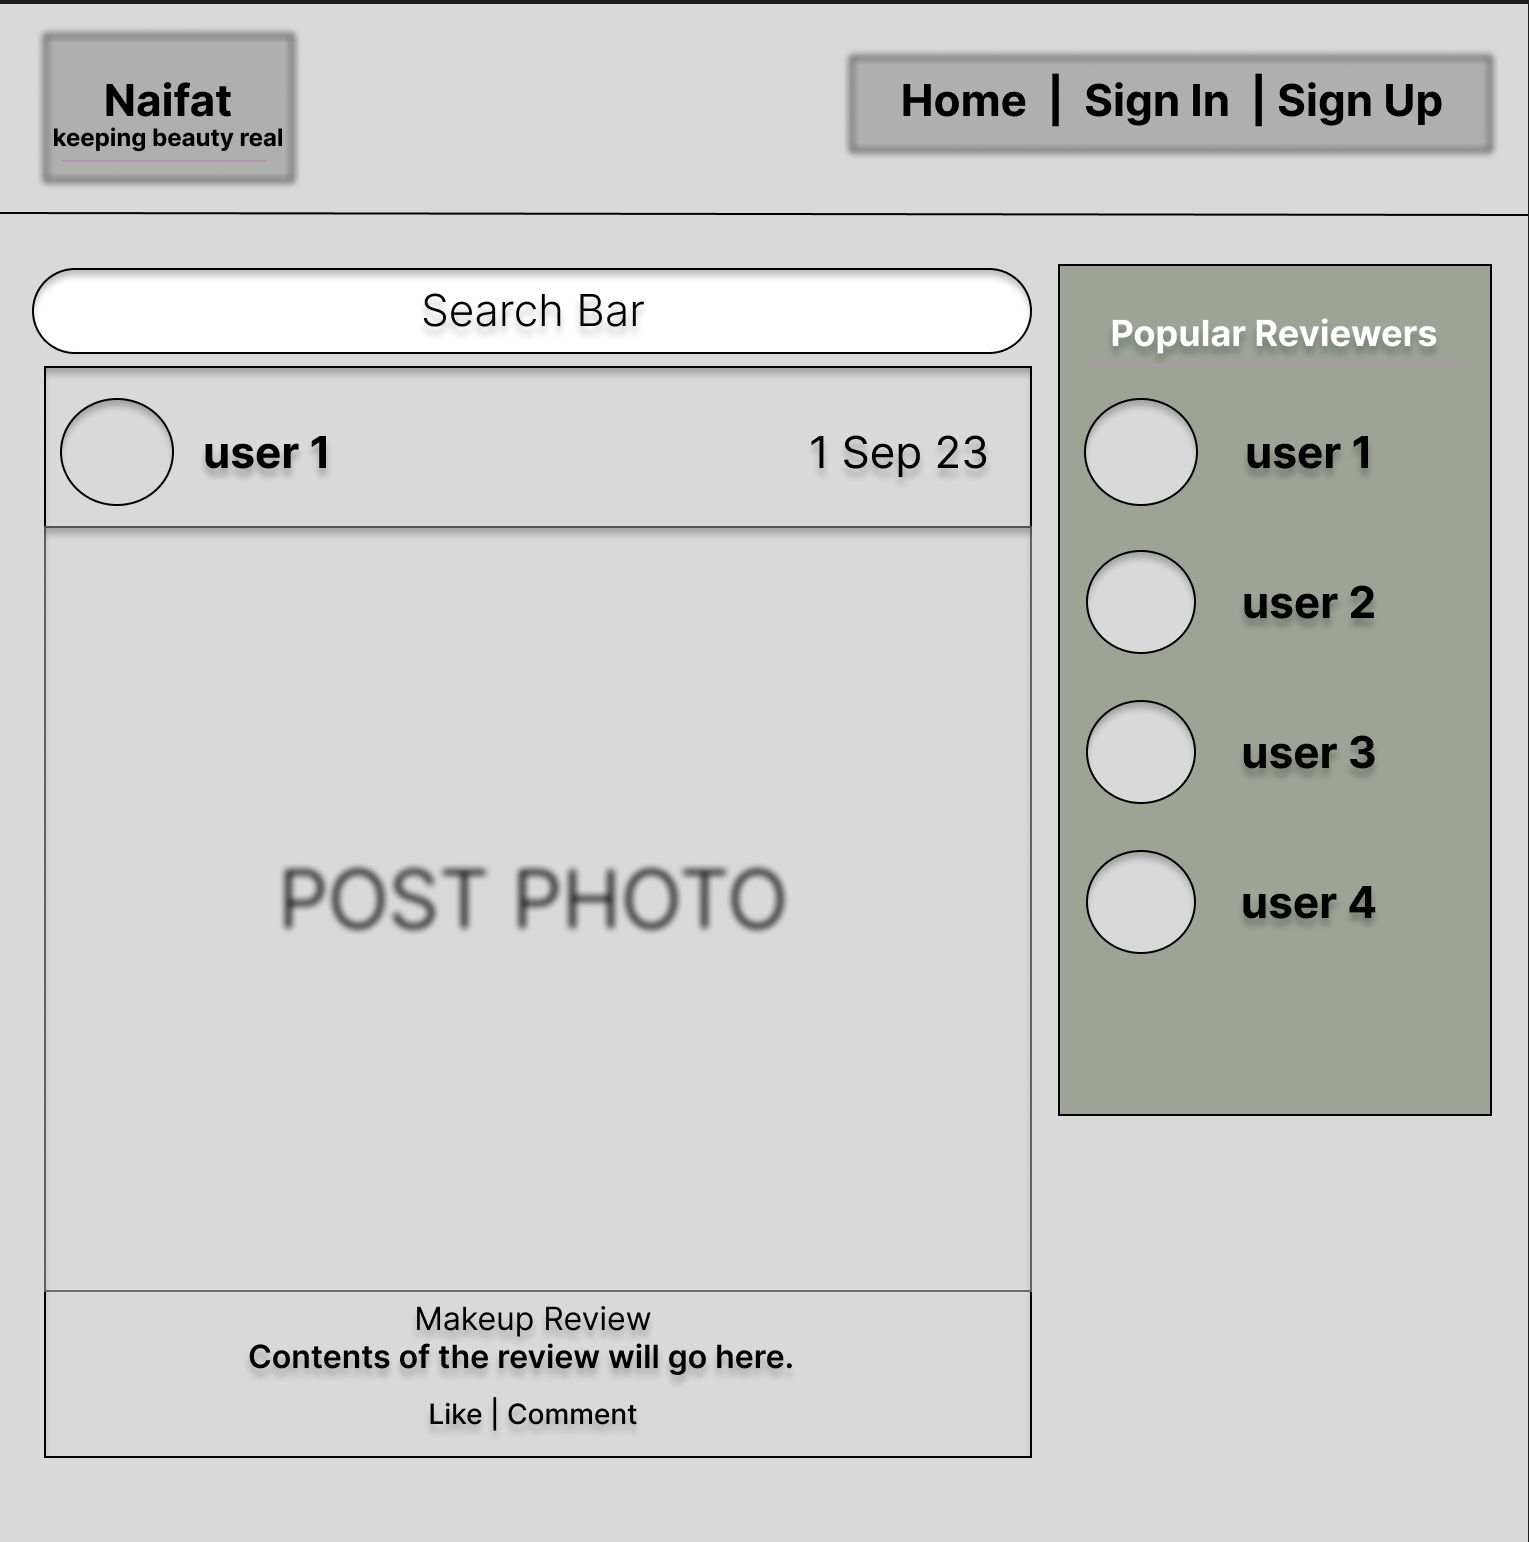 Naifat
keeping beauty real
Home | Sign In | Sign Up
Search Bar
user 1
1 Sep 23
POST PHOTO
Makeup Review
Contents of the review will go here.
Like | Comment
Popular Reviewers
user 1
user 2
user 3
user 4